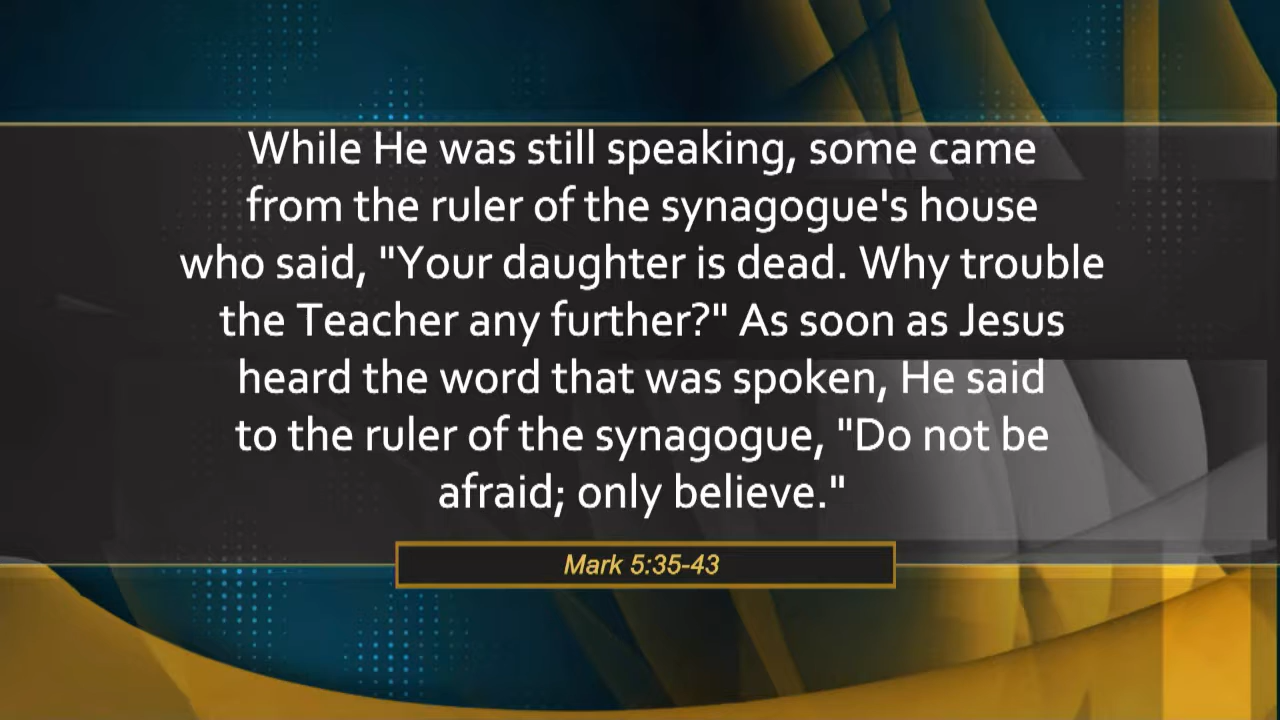 While He was still speaking, some came
from the ruler of the synagogue's house
who said, "Your daughter is dead. Why trouble
the Teacher any further?" As soon as Jesus
heard the word that was spoken, He said
to the ruler of the synagogue, "Do not be
afraid; only believe."
Mark 5:35-43